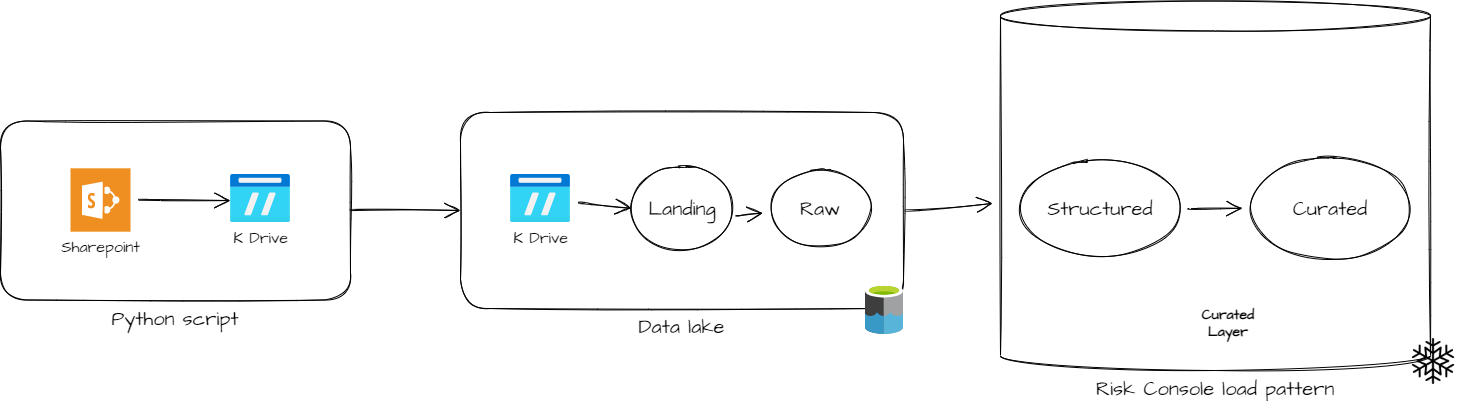 Sharepoint
K Drive
Python script
K Drive
Landing
Raw
Data lake
Structured
Curated
Curated
Layer
Risk Console load pattern